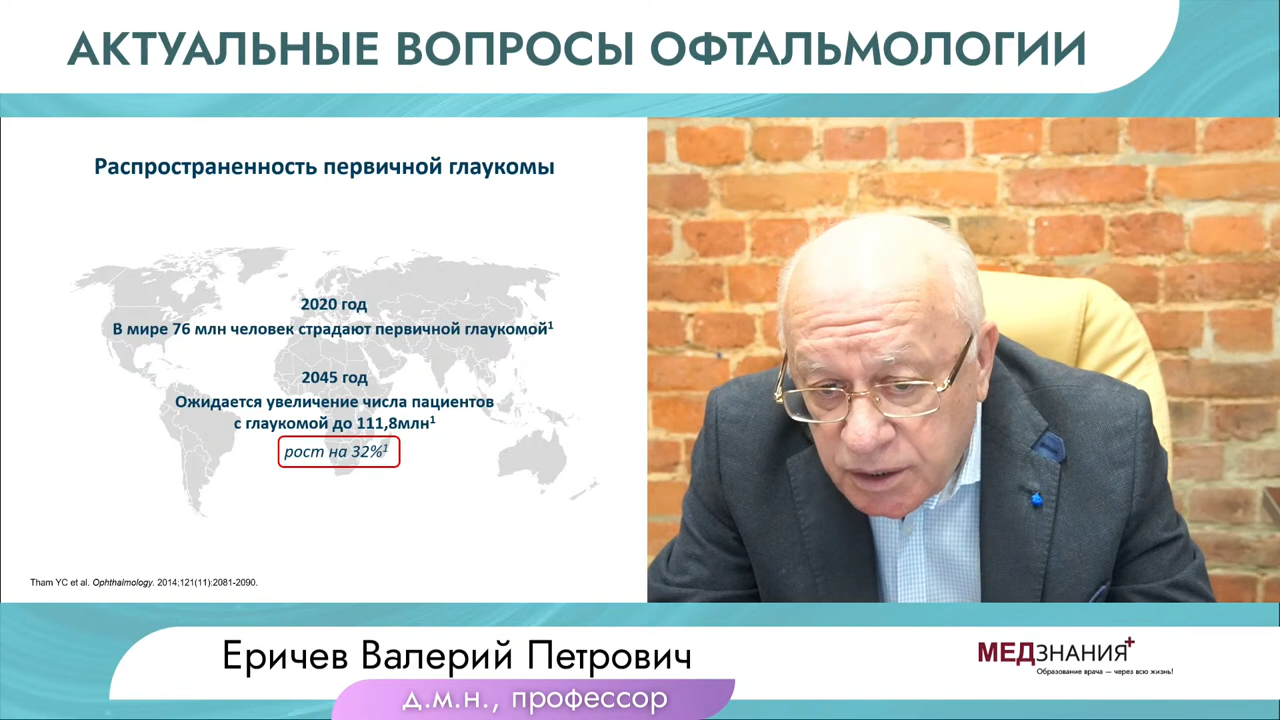 АКТУАЛЬНЫЕ ВОПРОСЫ ОФТАЛЬМОЛОГИИ
Распространенность первичной глаукомы
2020 год
В мире 76 млн человек страдают первичной глаукомой¹
2045 год
Ожидается увеличение числа пациентов
с глаукомой до 111,8млн¹
рост на 32%¹
Tham YC et al. Ophthalmology. 2014;121(11):2081-2090.
Еричев Валерий Петрович
д.м.н., профессор
МЕДЗНАНИЯ+
Образование врача — через всю жизнь!